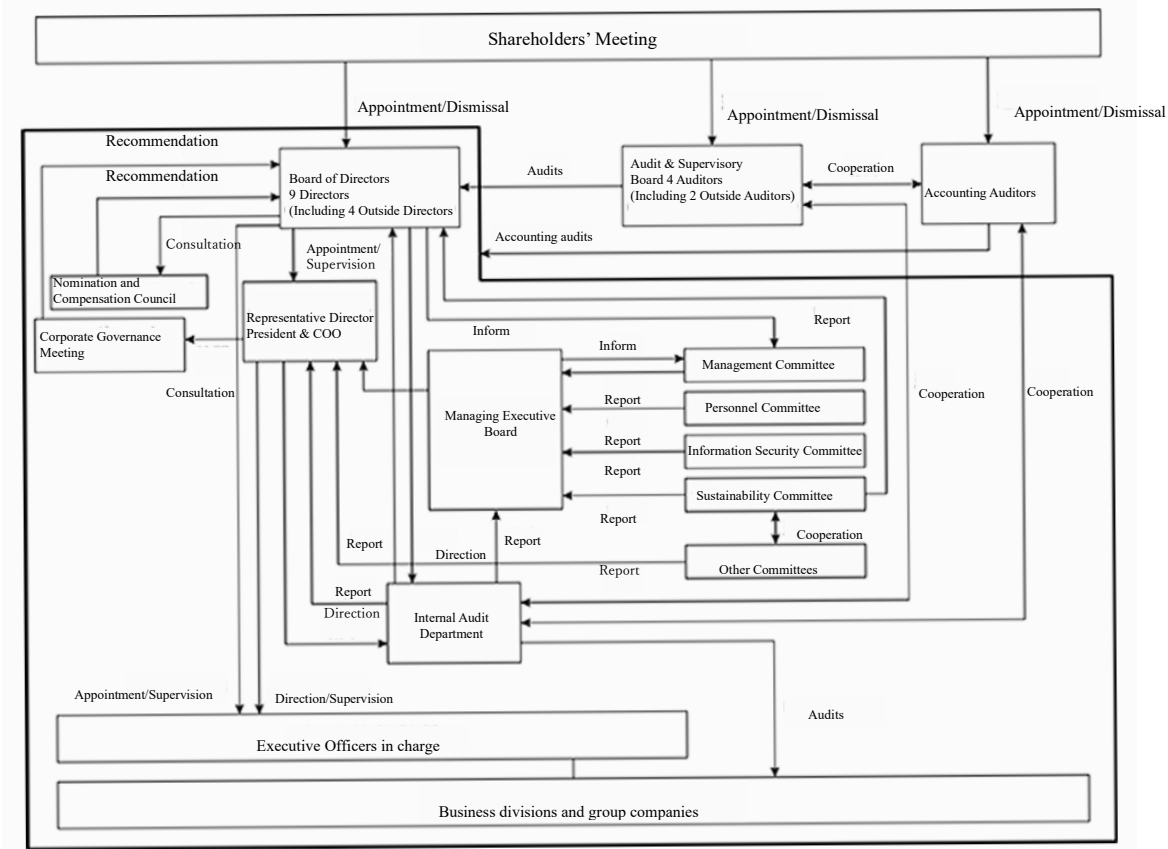 Shareholders’ Meeting
Appointment/Dismissal
Appointment/Dismissal
Appointment/Dismissal
Recommendation
Recommendation
Board of Directors
9 Directors
(Including 4 Outside Directors
Audits
Audit & Supervisory
Board 4 Auditors
(Including 2 Outside Auditors)
Cooperation
Accounting Auditors
Accounting audits
Consultation
Appointment/
Supervision
Nomination and
Compensation Council
Representative Director
President & COO
Corporate Governance
Meeting
Inform
Report
Inform
Management Committee
Consultation
Managing Executive
Board
Report
Personnel Committee
Cooperation
Cooperation
Report
Information Security Committee
Report
Sustainability Committee
Report
Cooperation
Report
Direction
Report
Report
Other Committees
Report
Direction
Internal Audit
Department
Appointment/Supervision
Direction/Supervision
Audits
Executive Officers in charge
Business divisions and group companies